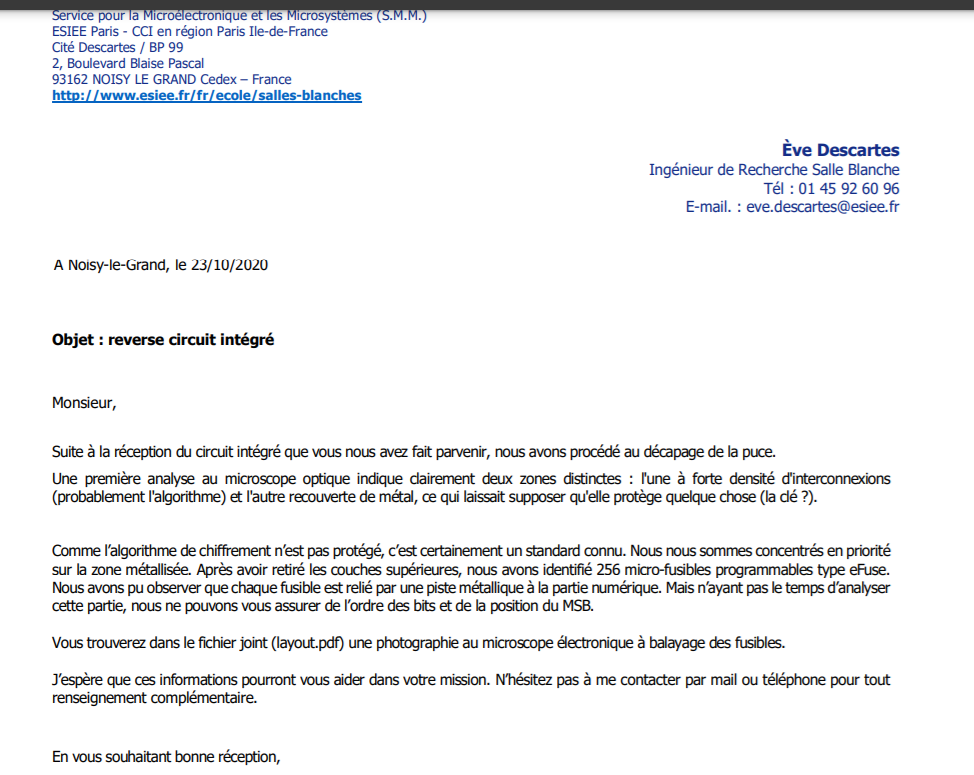 Service pour la Microélectronique et les Microsystèmes (S.M.M.)
ESIEE Paris - CCI en région Paris Ile-de-France
Cité Descartes / BP 99
2, Boulevard Blaise Pascal
93162 NOISY LE GRAND Cedex – France
http://www.esiee.fr/fr/ecole/salles-blanches
Ève Descartes
Ingénieur de Recherche Salle Blanche
Tél : 01 45 92 60 96
E-mail. : eve.descartes@esiee.fr
A Noisy-le-Grand, le 23/10/2020
Objet : reverse circuit intégré
Monsieur,
Suite à la réception du circuit intégré que vous nous avez fait parvenir, nous avons procédé au décapage de la puce.
Une première analyse au microscope optique indique clairement deux zones distinctes : l'une à forte densité d'interconnexions
(probablement l'algorithme) et l'autre recouverte de métal, ce qui laissait supposer qu'elle protège quelque chose (la clé ?).
Comme l’algorithme de chiffrement n’est pas protégé, c’est certainement un standard connu. Nous nous sommes concentrés en priorité
sur la zone métallisée. Après avoir retiré les couches supérieures, nous avons identifié 256 micro-fusibles programmables type eFuse.
Nous avons pu observer que chaque fusible est relié par une piste métallique à la partie numérique. Mais n’ayant pas le temps d’analyser
cette partie, nous ne pouvons vous assurer de l’ordre des bits et de la position du MSB.
Vous trouverez dans le fichier joint (layout.pdf) une photographie au microscope électronique à balayage des fusibles.
J’espère que ces informations pourront vous aider dans votre mission. N’hésitez pas à me contacter par mail ou téléphone pour tout
renseignement complémentaire.
En vous souhaitant bonne réception,